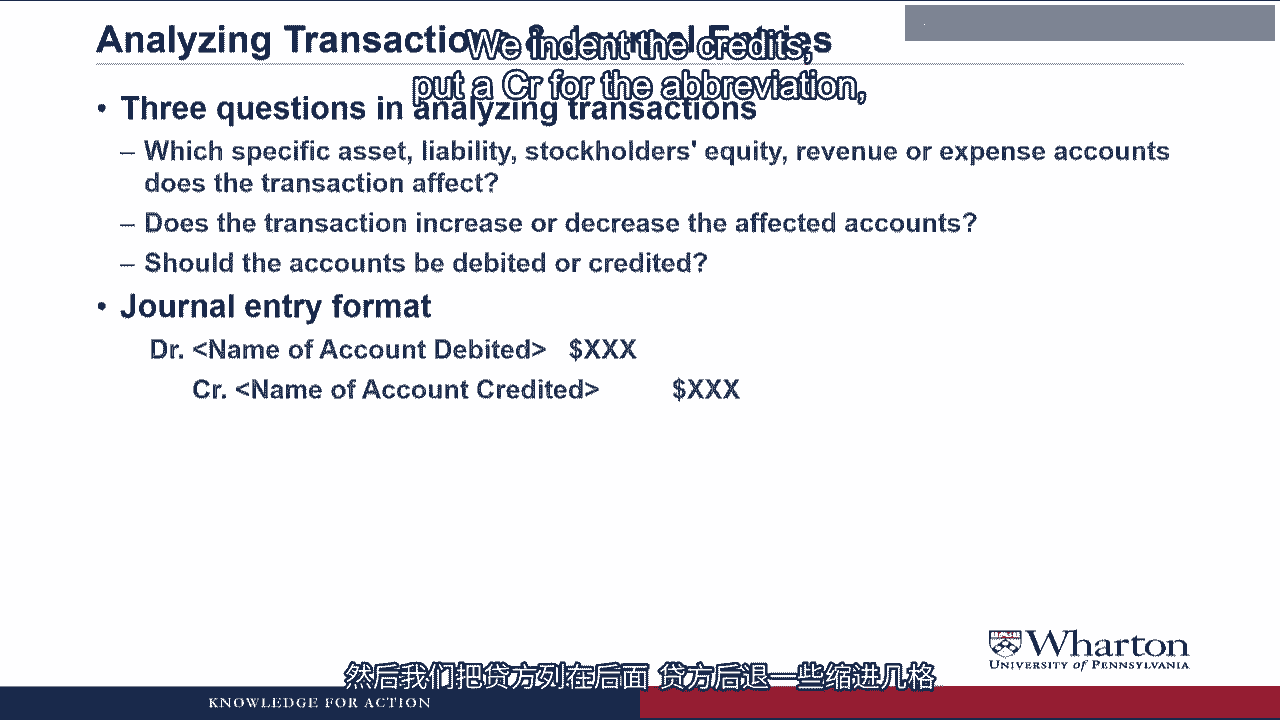 Analyzing Transactions & Journal Entries
We indent the credits,
put a Cr for the abbreviation,
• Three questions in analyzing transactions
– Which specific asset, liability, stockholders' equity, revenue or expense accounts
does the transaction affect?
– Does the transaction increase or decrease the affected accounts?
– Should the accounts be debited or credited?
• Journal entry format
Dr. <Name of Account Debited> $XXX
Cr. <Name of Account Credited> $XXX
Wharton
UNIVERSITY of PENNSYLVANIA
然后我们把贷方列在后面 贷方后退一些缩进几格
KNOWLEDGE FOR ACTION